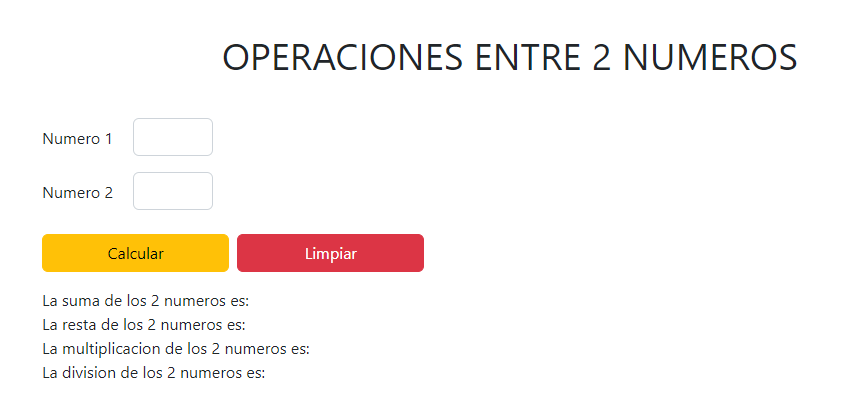 OPERACIONES ENTRE 2 NUMEROS
Numero 1
Numero 2
Calcular Limpiar
La suma de los 2 numeros es:
La resta de los 2 numeros es:
La multiplicacion de los 2 numeros es:
La division de los 2 numeros es: